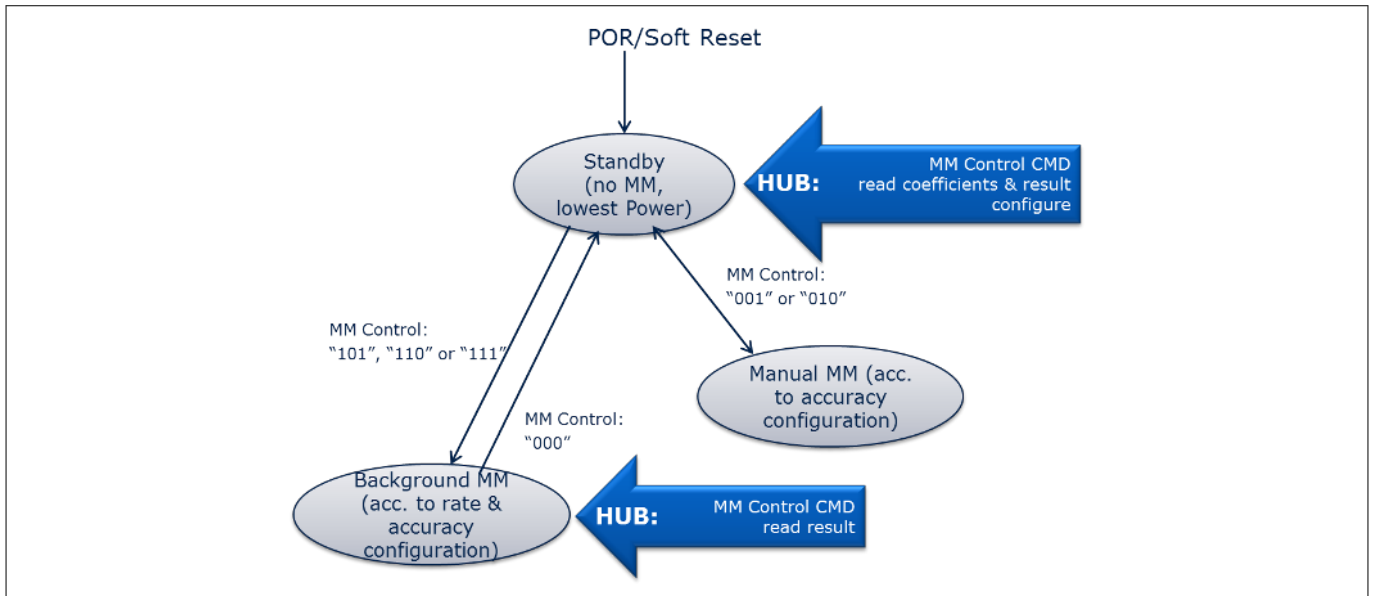 POR/Soft Reset
Standby
(no MM,
lowest Power)
HUB:
MM Control CMD
read coefficients & result
configure
MM Control:
“001” or “010”
MM Control:
“101”, “110” or “111”
Manual MM (acc.
to accuracy
configuration)
MM Control:
“000”
Background MM
(acc. to rate &
accuracy
configuration)
HUB:
MM Control CMD
read result